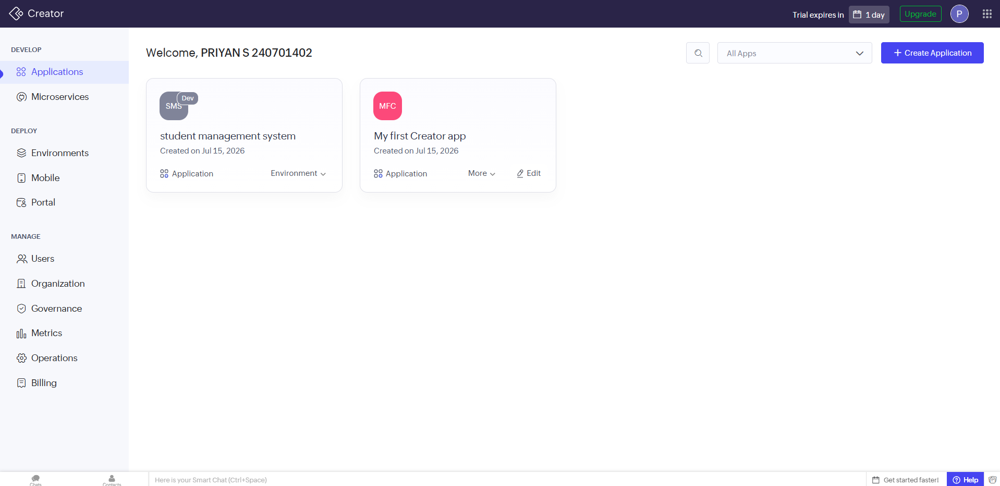 Creator
Trial expires in
1 day
Upgrade
P
DEVELOP
Applications
Microservices
DEPLOY
Environments
Mobile
Portal
MANAGE
Users
Organization
Governance
Metrics
Operations
Billing
Welcome, PRIYAN S 240701402
All Apps
Create Application
SMS
Dev
student management system
Created on Jul 15, 2026
Application
Environment
MFC
My first Creator app
Created on Jul 15, 2026
Application
More
Edit
Chats
Contacts
Here is your Smart Chat (Ctrl+Space)
Get started faster!
Help